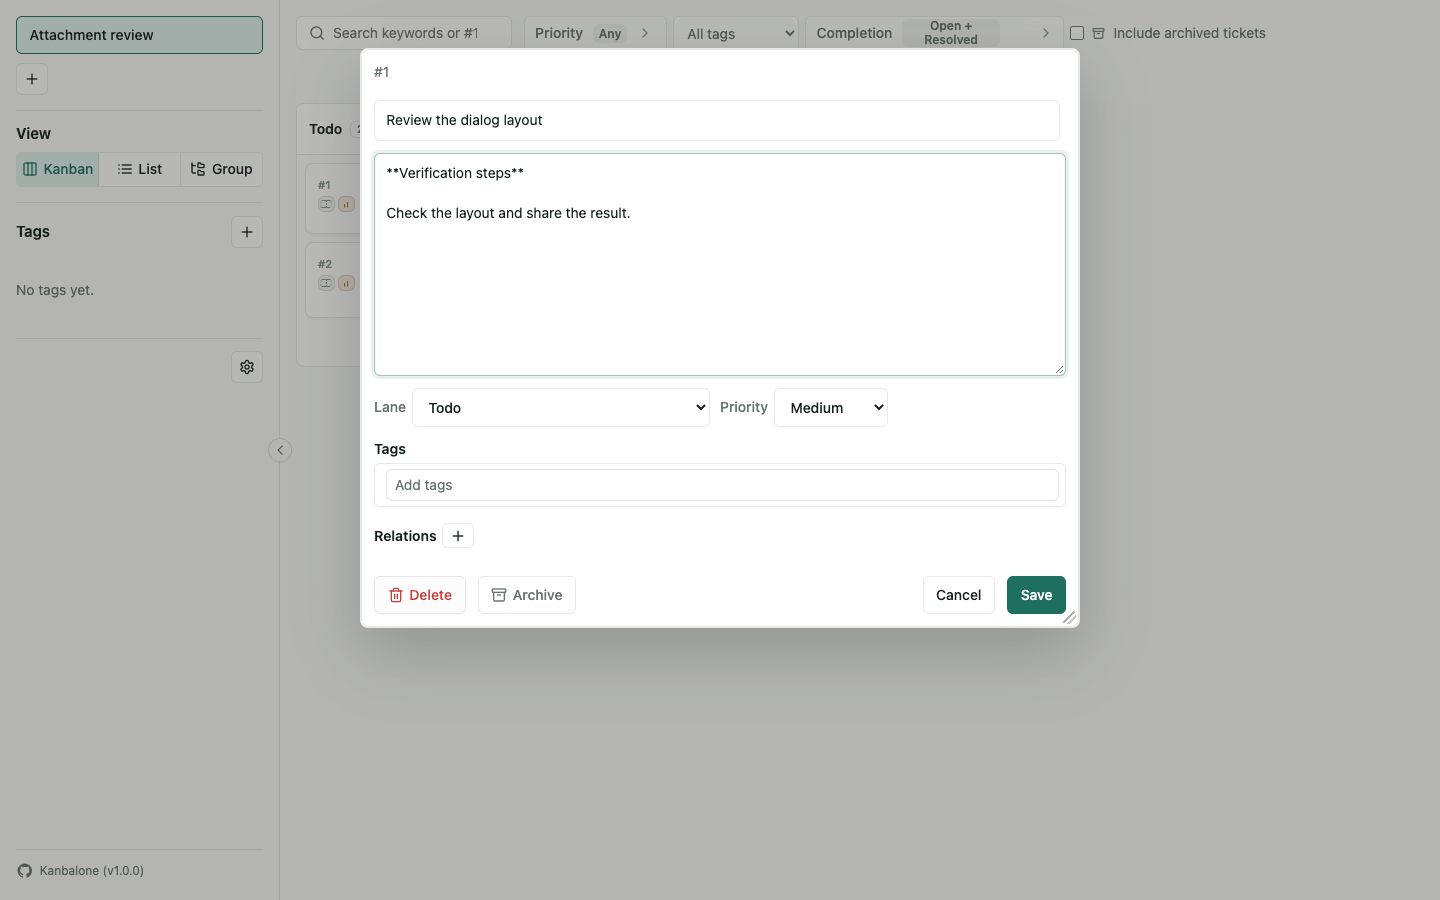 Attachment review
Search keywords or #1
Priority Any
All tags
Completion
Open +
Resolved
Include archived tickets
View
Kanban
List
Group
Tags
No tags yet.
Todo
#1
#2
#1
Review the dialog layout
**Verification steps**
Check the layout and share the result.
Lane
Todo
Priority
Medium
Tags
Add tags
Relations
Delete
Archive
Cancel
Save
Kanbalone (v1.0.0)